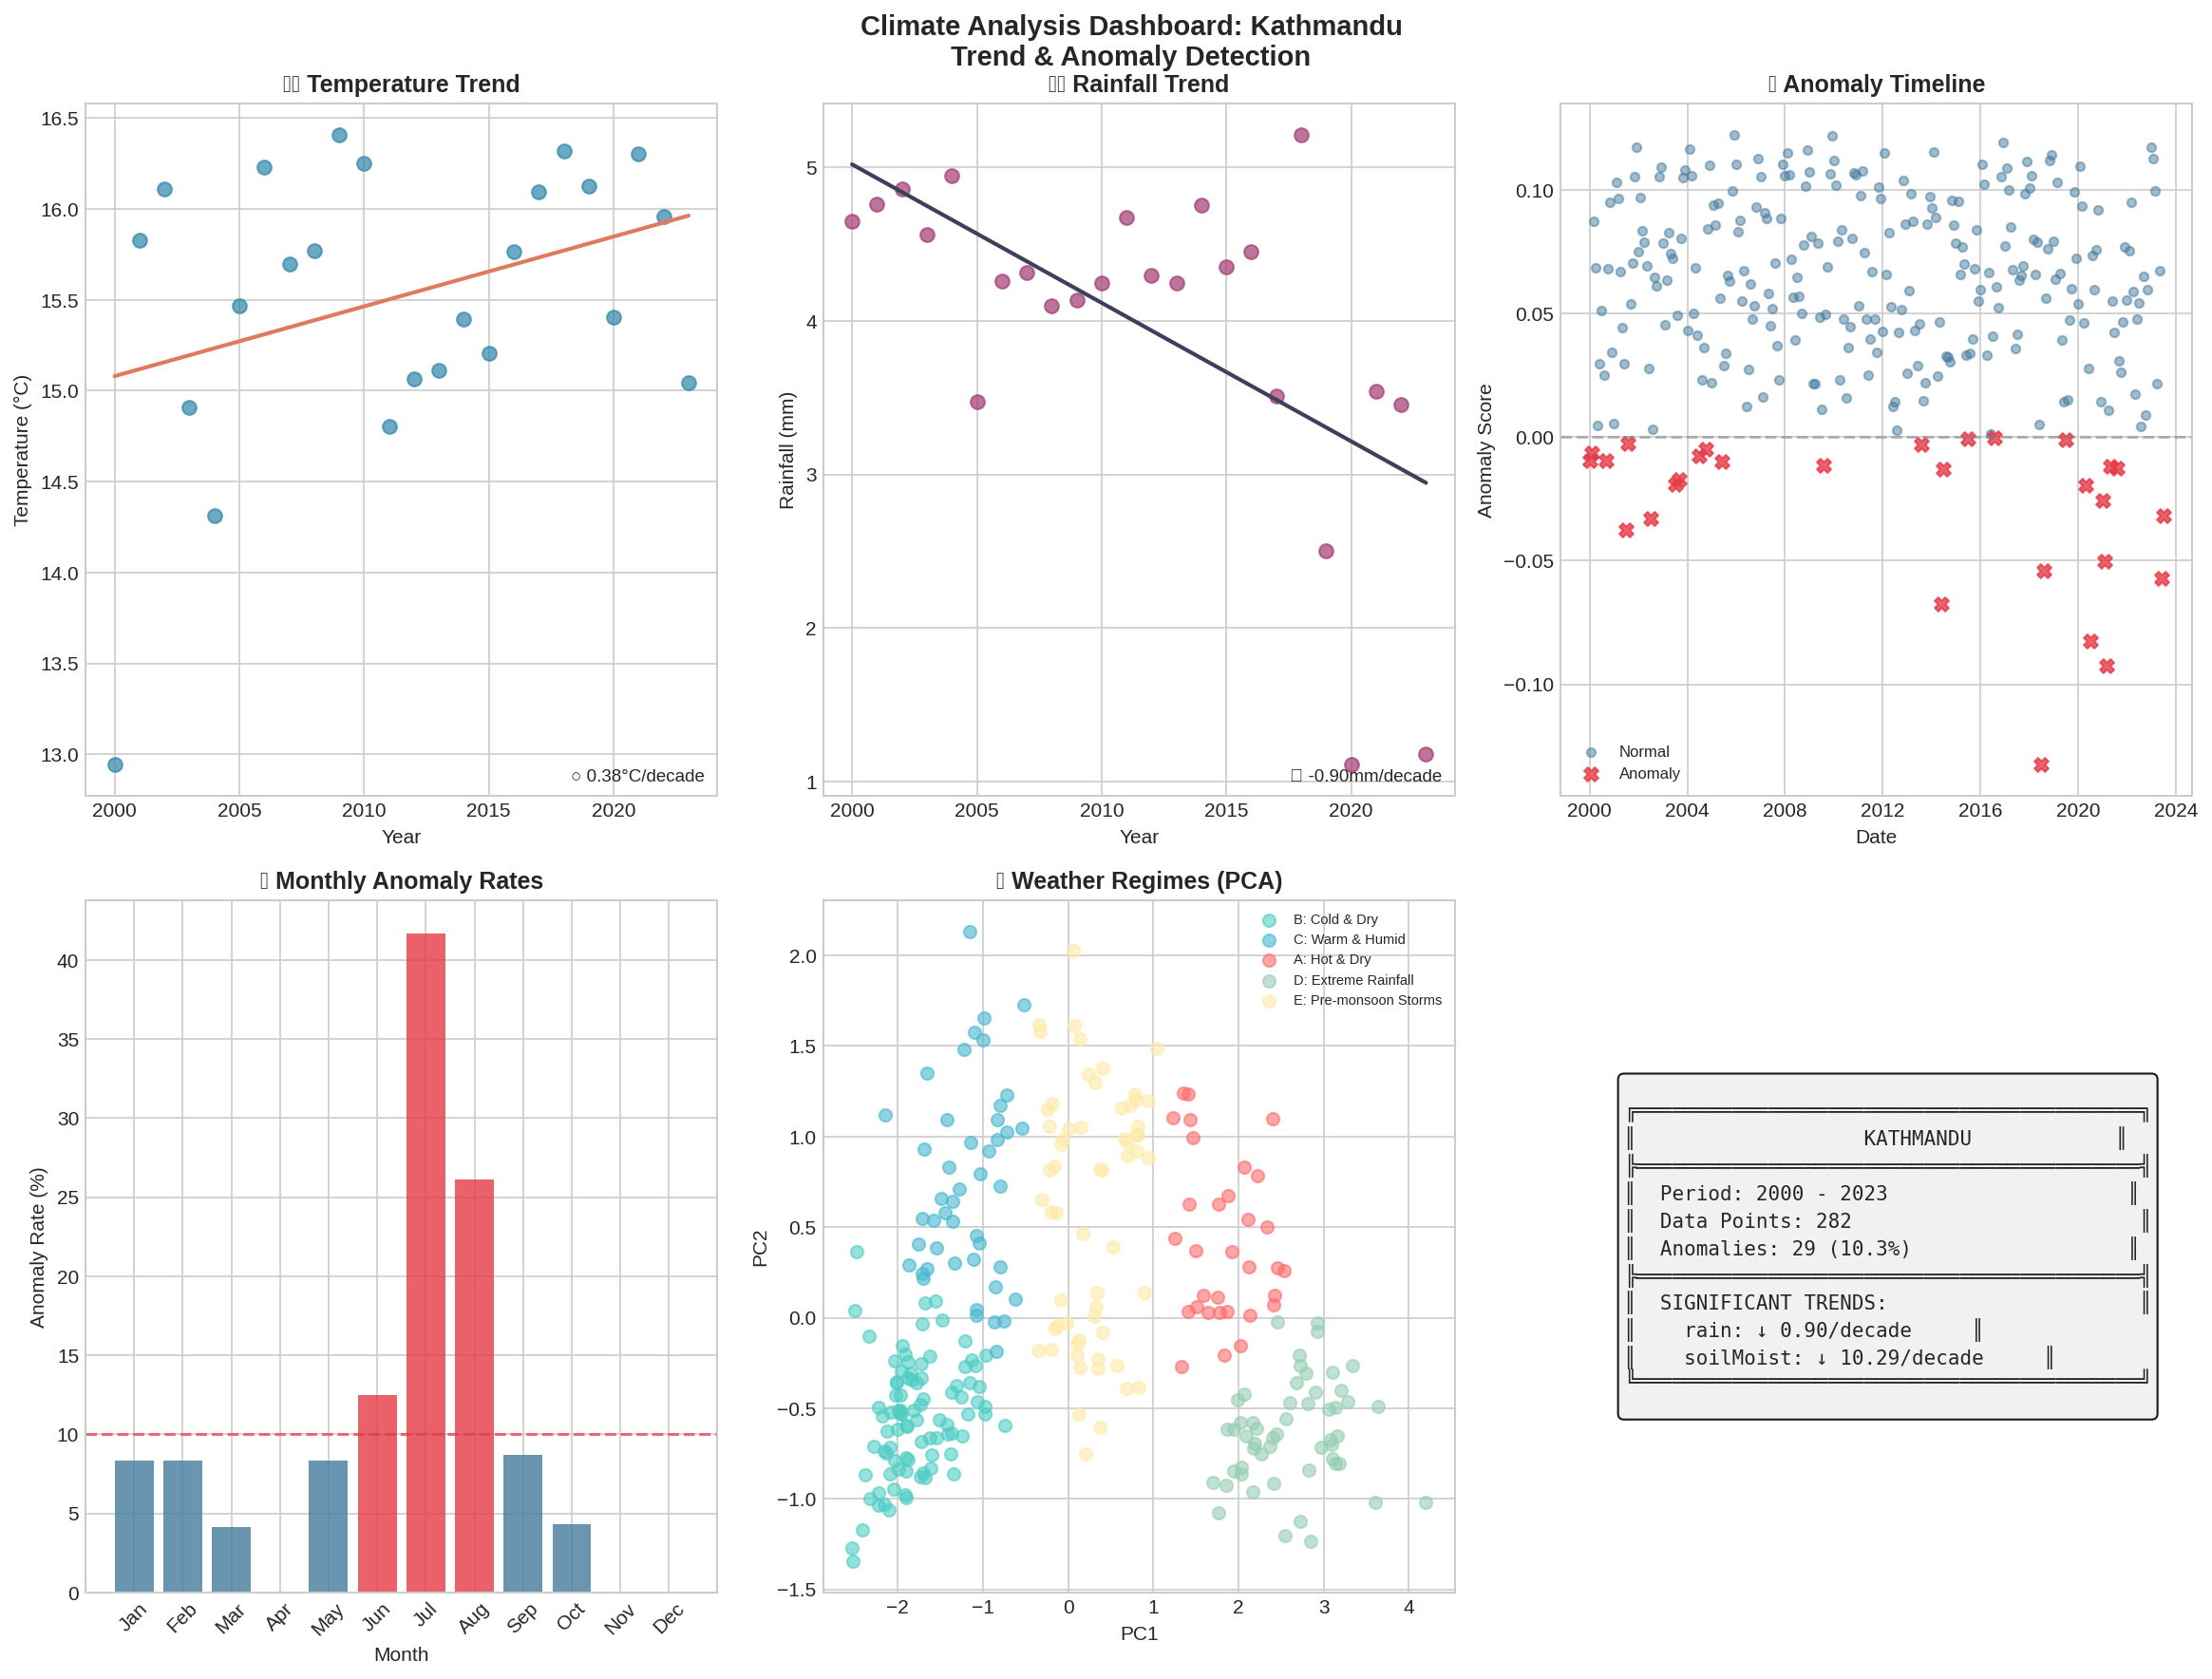 Climate Analysis Dashboard: Kathmandu
Trend & Anomaly Detection
Temperature Trend
16.5
16.0
15.5
15.0
14.5
14.0
13.5
13.0
Temperature (°C)
○ 0.38°C/decade
2000 2005 2010 2015 2020
Year
Rainfall Trend
5
4
3
2
1
Rainfall (mm)
-0.90mm/decade
2000 2005 2010 2015 2020
Year
Anomaly Timeline
0.10
0.05
0.00
−0.05
−0.10
Anomaly Score
Normal
Anomaly
2000 2004 2008 2012 2016 2020 2024
Date
Monthly Anomaly Rates
40
35
30
25
20
15
10
5
0
Anomaly Rate (%)
Jan Feb Mar Apr May Jun Jul Aug Sep Oct Nov Dec
Month
Weather Regimes (PCA)
B: Cold & Dry
C: Warm & Humid
A: Hot & Dry
D: Extreme Rainfall
E: Pre-monsoon Storms
2.0
1.5
1.0
0.5
0.0
−0.5
−1.0
−1.5
PC2
−2 −1 0 1 2 3 4
PC1
KATHMANDU
Period: 2000 - 2023
Data Points: 282
Anomalies: 29 (10.3%)
SIGNIFICANT TRENDS:
rain: ↓ 0.90/decade
soilMoist: ↓ 10.29/decade